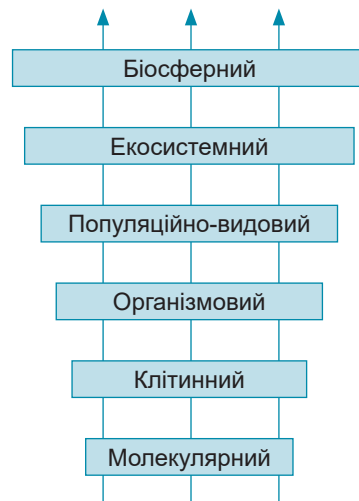 Біосферний
Екосистемний
Популяційно-видовий
Організмовий
Клітинний
Молекулярний